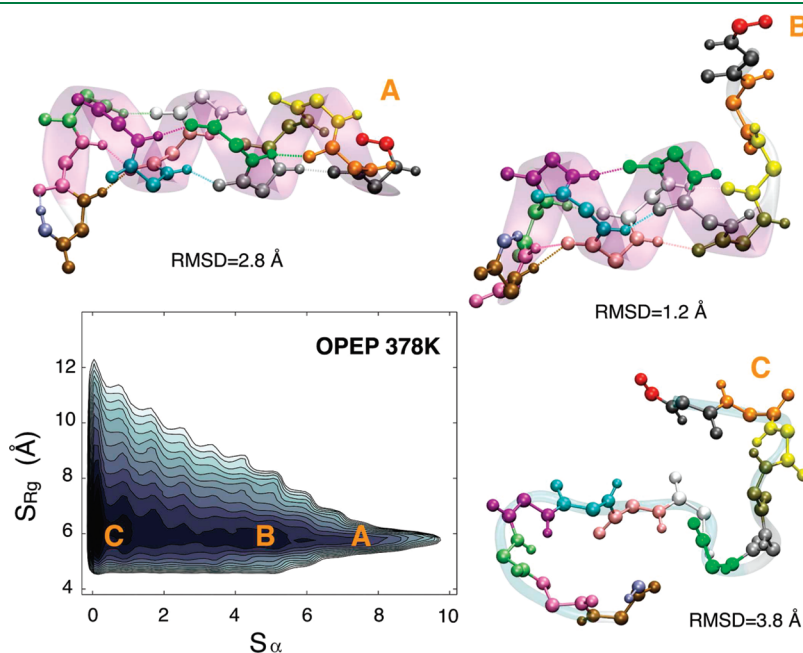 A
B
RMSD=2.8 Å
RMSD=1.2 Å
OPEP 378K
C
12
10
8
6
4
SRg (Å)
C B A
0 2 4 6 8 10
Sα
RMSD=3.8 Å